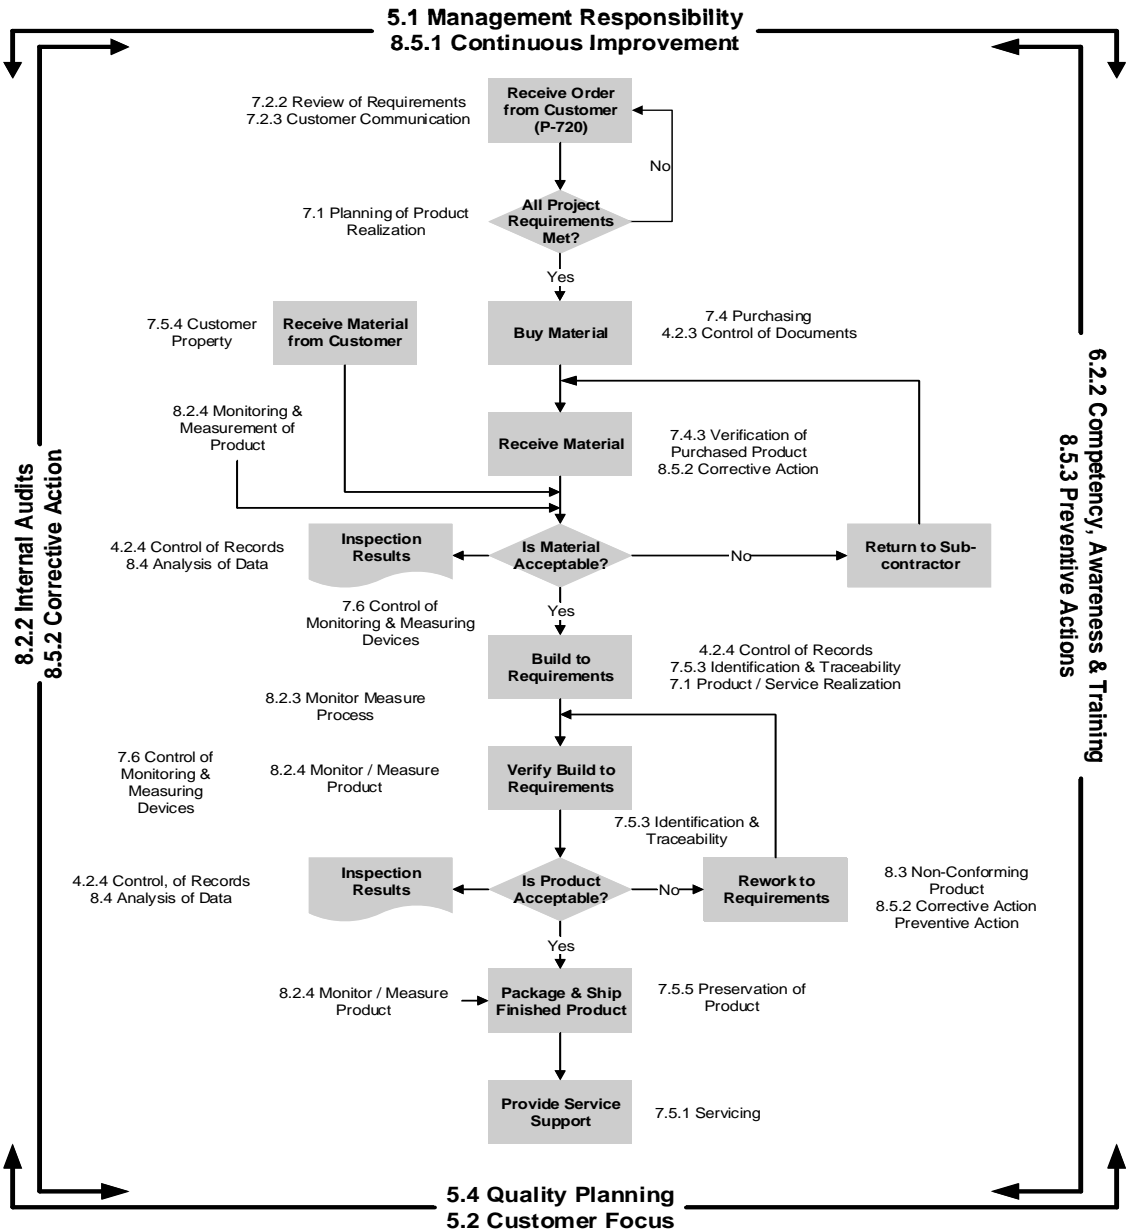 5.1 Management Responsibility
8.5.1 Continuous Improvement
Receive Order
from Customer
(P-720)
7.2.2 Review of Requirements
7.2.3 Customer Communication
No
All Project
Requirements
Met?
7.1 Planning of Product
Realization
Yes
7.5.4 Customer
Property
Receive Material
from Customer
Buy Material
7.4 Purchasing
4.2.3 Control of Documents
8.2.4 Monitoring &
Measurement of
Product
Receive Material
7.4.3 Verification of
Purchased Product
8.5.2 Corrective Action
4.2.4 Control of Records
8.4 Analysis of Data
Inspection
Results
Is Material
Acceptable?
No
Return to Sub-
contractor
7.6 Control of
Monitoring & Measuring
Devices
Yes
Build to
Requirements
4.2.4 Control of Records
7.5.3 Identification & Traceability
7.1 Product / Service Realization
8.2.3 Monitor Measure
Process
7.6 Control of
Monitoring &
Measuring
Devices
8.2.4 Monitor / Measure
Product
Verify Build to
Requirements
7.5.3 Identification &
Traceability
4.2.4 Control, of Records
8.4 Analysis of Data
Inspection
Results
Is Product
Acceptable?
No
Rework to
Requirements
8.3 Non-Conforming
Product
8.5.2 Corrective Action
Preventive Action
Yes
8.2.4 Monitor / Measure
Product
Package & Ship
Finished Product
7.5.5 Preservation of
Product
Provide Service
Support
7.5.1 Servicing
8.2.2 Internal Audits
8.5.2 Corrective Action
6.2.2 Competency, Awareness & Training
8.5.3 Preventive Actions
5.4 Quality Planning
5.2 Customer Focus